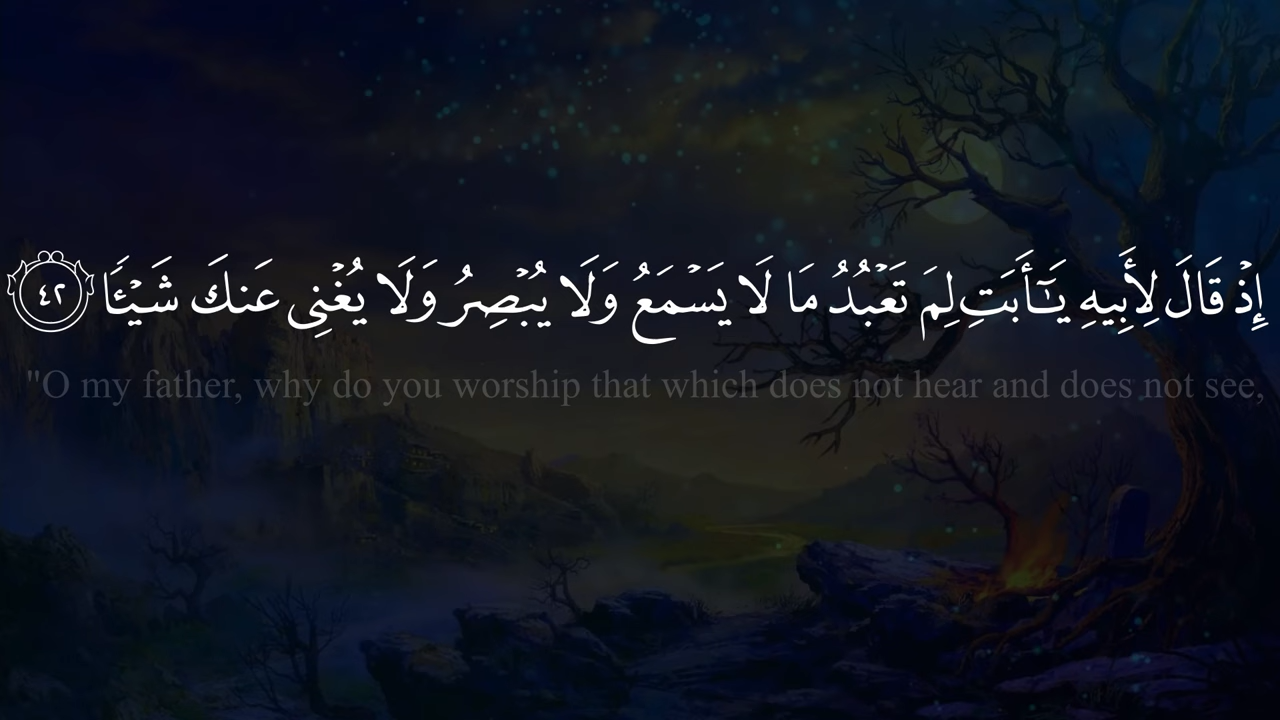 إِذۡ قَالَ لِأَبِيهِ يَـٰٓأَبَتِ لِمَ تَعۡبُدُ مَا لَا يَسۡمَعُ وَلَا يُبۡصِرُ وَلَا يُغۡنِى عَنكَ شَيۡـًٔا ٤٢
"O my father, why do you worship that which does not hear and does not see,